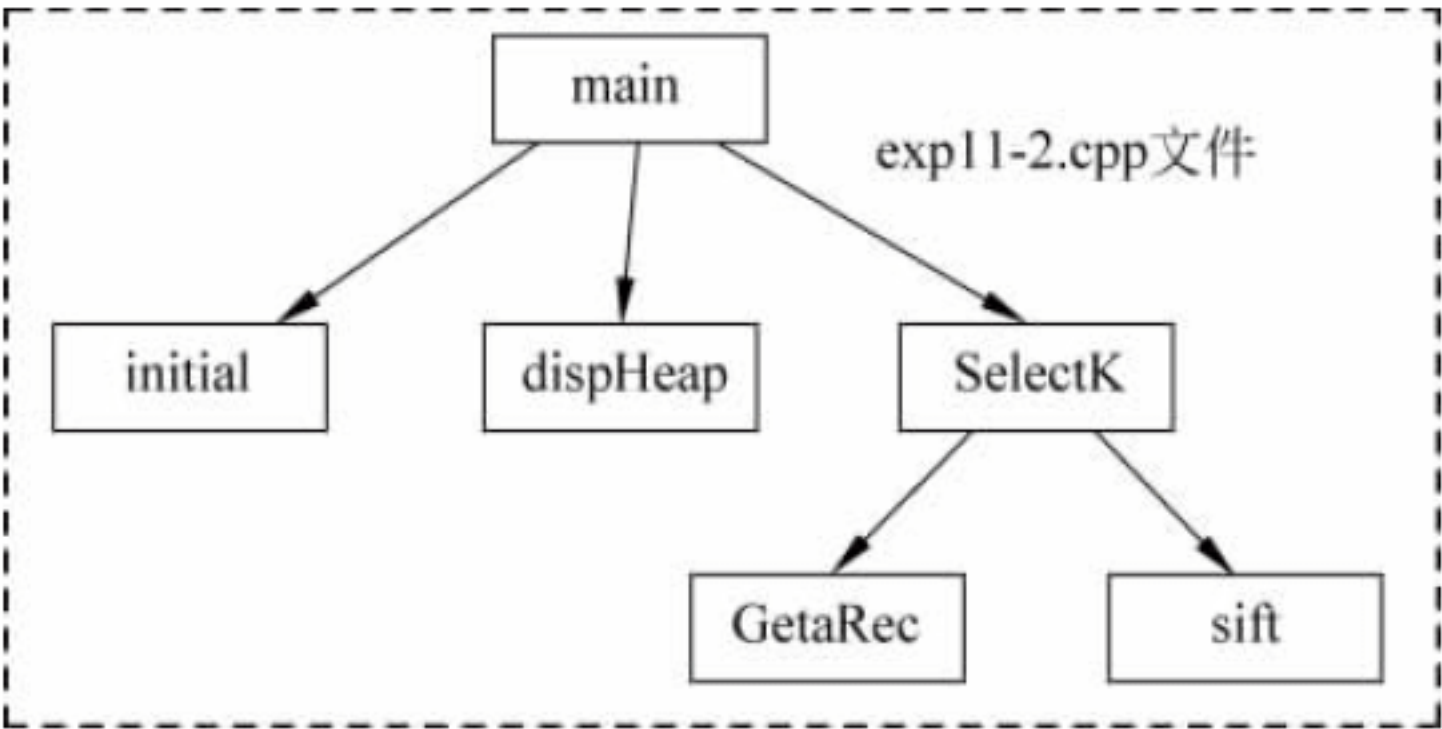 main
exp11-2.cpp文件
initial
dispHeap
SelectK
GetaRec
sift